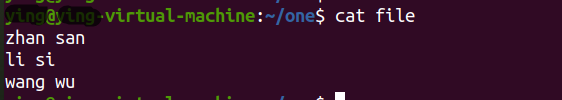 ying@ying-virtual-machine:~/one$ cat file
zhan san
li si
wang wu